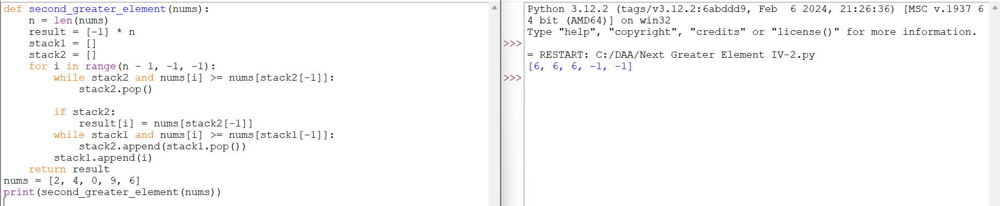 def second_greater_element(nums):
    n = len(nums)
    result = [-1] * n
    stack1 = []
    stack2 = []
    for i in range(n - 1, -1, -1):
        while stack2 and nums[i] >= nums[stack2[-1]]:
            stack2.pop()

        if stack2:
            result[i] = nums[stack2[-1]]
        while stack1 and nums[i] >= nums[stack1[-1]]:
            stack2.append(stack1.pop())
        stack1.append(i)
    return result
nums = [2, 4, 0, 9, 6]
print(second_greater_element(nums))
Python 3.12.2 (tags/v3.12.2:6abddd9, Feb  6 2024, 21:26:36) [MSC v.1937 6
4 bit (AMD64)] on win32
Type "help", "copyright", "credits" or "license()" for more information.
>>>
= RESTART: C:/DAA/Next Greater Element IV-2.py
[6, 6, 6, -1, -1]
>>>